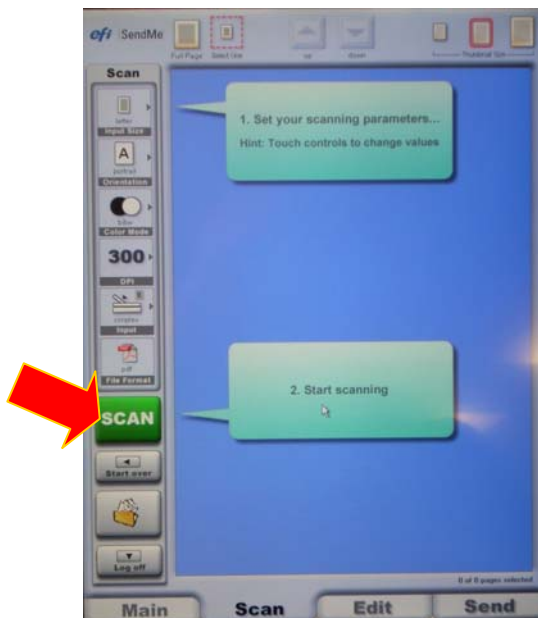 efi SendMe
Full Page
Select One
up
down
Thumbnail Size
Scan
letter
Input Size
A
portrait
Orientation
Color Mode
300
DPI
Input
pdf
File Format
SCAN
Start over
Log off
1. Set your scanning parameters...
Hint: Touch controls to change values
2. Start scanning
0 of 0 pages selected
Main
Scan
Edit
Send